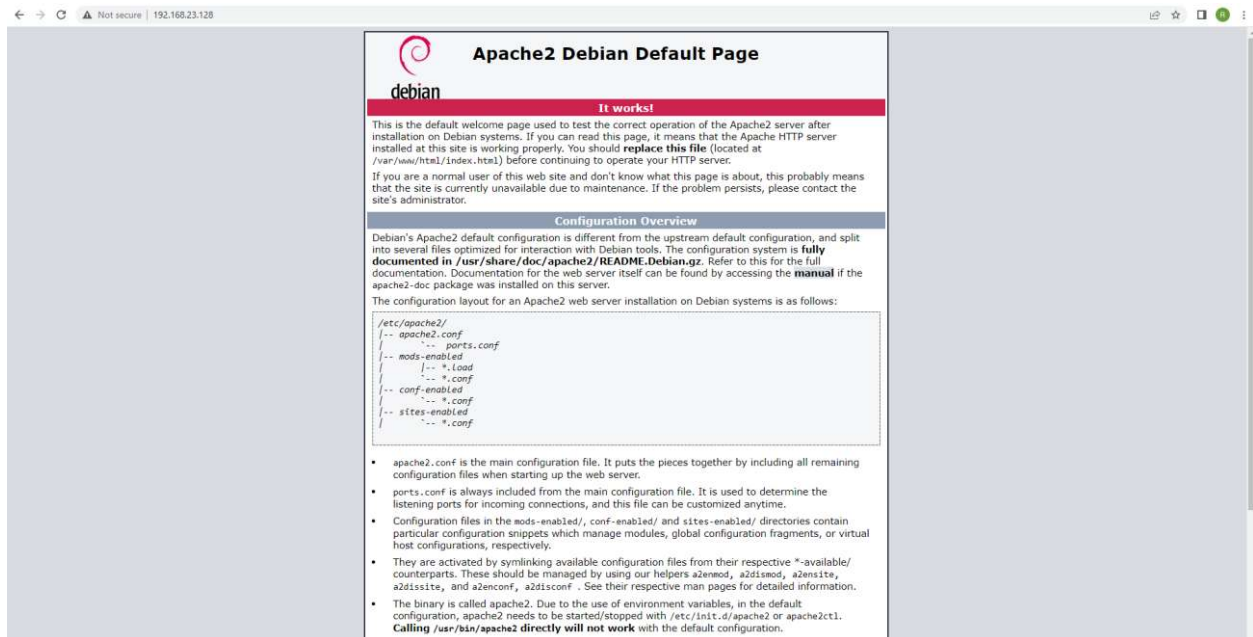 Not secure | 192.168.23.128
R
Apache2 Debian Default Page
debian
It works!
This is the default welcome page used to test the correct operation of the Apache2 server after
installation on Debian systems. If you can read this page, it means that the Apache HTTP server
installed at this site is working properly. You should replace this file (located at
/var/www/html/index.html) before continuing to operate your HTTP server.
If you are a normal user of this web site and don't know what this page is about, this probably means
that the site is currently unavailable due to maintenance. If the problem persists, please contact the
site's administrator.
Configuration Overview
Debian's Apache2 default configuration is different from the upstream default configuration, and split
into several files optimized for interaction with Debian tools. The configuration system is fully
documented in /usr/share/doc/apache2/README.Debian.gz. Refer to this for the full
documentation. Documentation for the web server itself can be found by accessing the manual if the
apache2-doc package was installed on this server.
The configuration layout for an Apache2 web server installation on Debian systems is as follows:
/etc/apache2/
|-- apache2.conf
|       `--  ports.conf
|-- mods-enabled
|       |-- *.load
|       `-- *.conf
|-- conf-enabled
|       `-- *.conf
|-- sites-enabled
|       `-- *.conf
• apache2.conf is the main configuration file. It puts the pieces together by including all remaining
configuration files when starting up the web server.
• ports.conf is always included from the main configuration file. It is used to determine the
listening ports for incoming connections, and this file can be customized anytime.
• Configuration files in the mods-enabled/, conf-enabled/ and sites-enabled/ directories contain
particular configuration snippets which manage modules, global configuration fragments, or virtual
host configurations, respectively.
• They are activated by symlinking available configuration files from their respective *-available/
counterparts. These should be managed by using our helpers a2enmod, a2dismod, a2ensite,
a2dissite, and a2enconf, a2disconf . See their respective man pages for detailed information.
• The binary is called apache2. Due to the use of environment variables, in the default
configuration, apache2 needs to be started/stopped with /etc/init.d/apache2 or apache2ctl.
Calling /usr/bin/apache2 directly will not work with the default configuration.